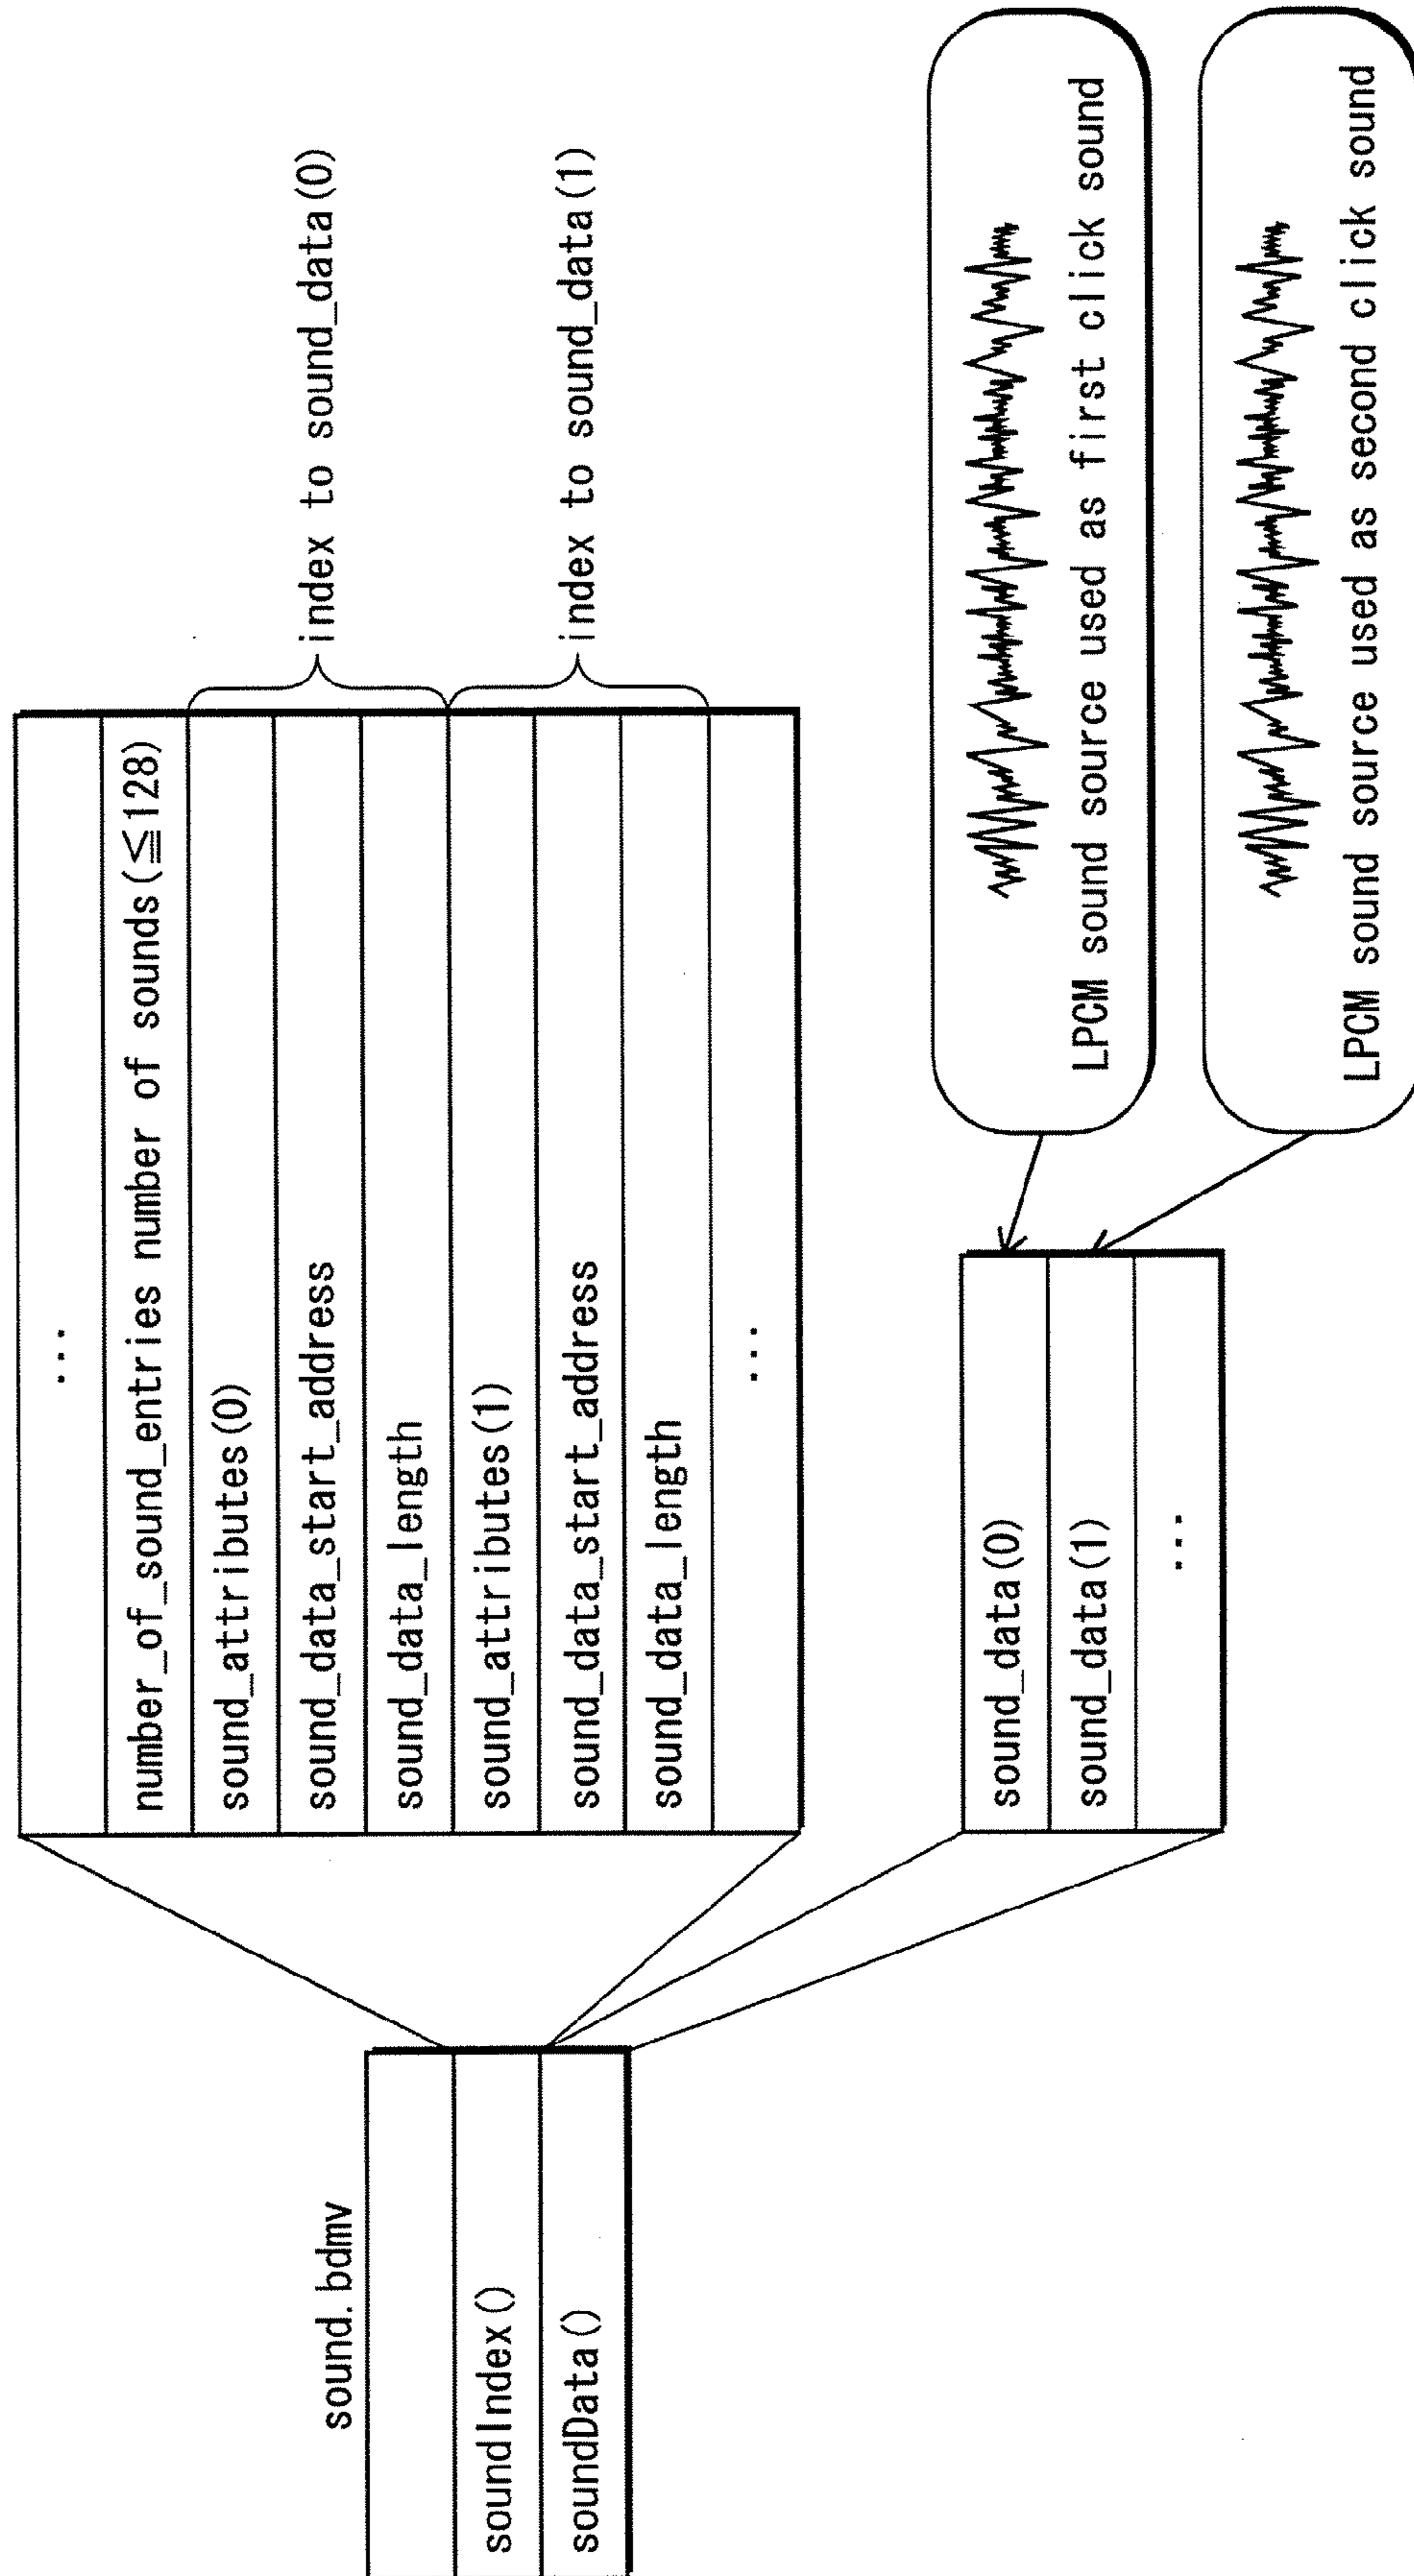 sound.bdmv
soundIndex()
soundData()
...
number_of_sound_entries number of sounds(≦128)
sound_attributes(0)
sound_data_start_address
sound_data_length
sound_attributes(1)
sound_data_start_address
sound_data_length
...
index to sound_data(0)
index to sound_data(1)
sound_data(0)
sound_data(1)
...
LPCM sound source used as first click sound
LPCM sound source used as second click sound